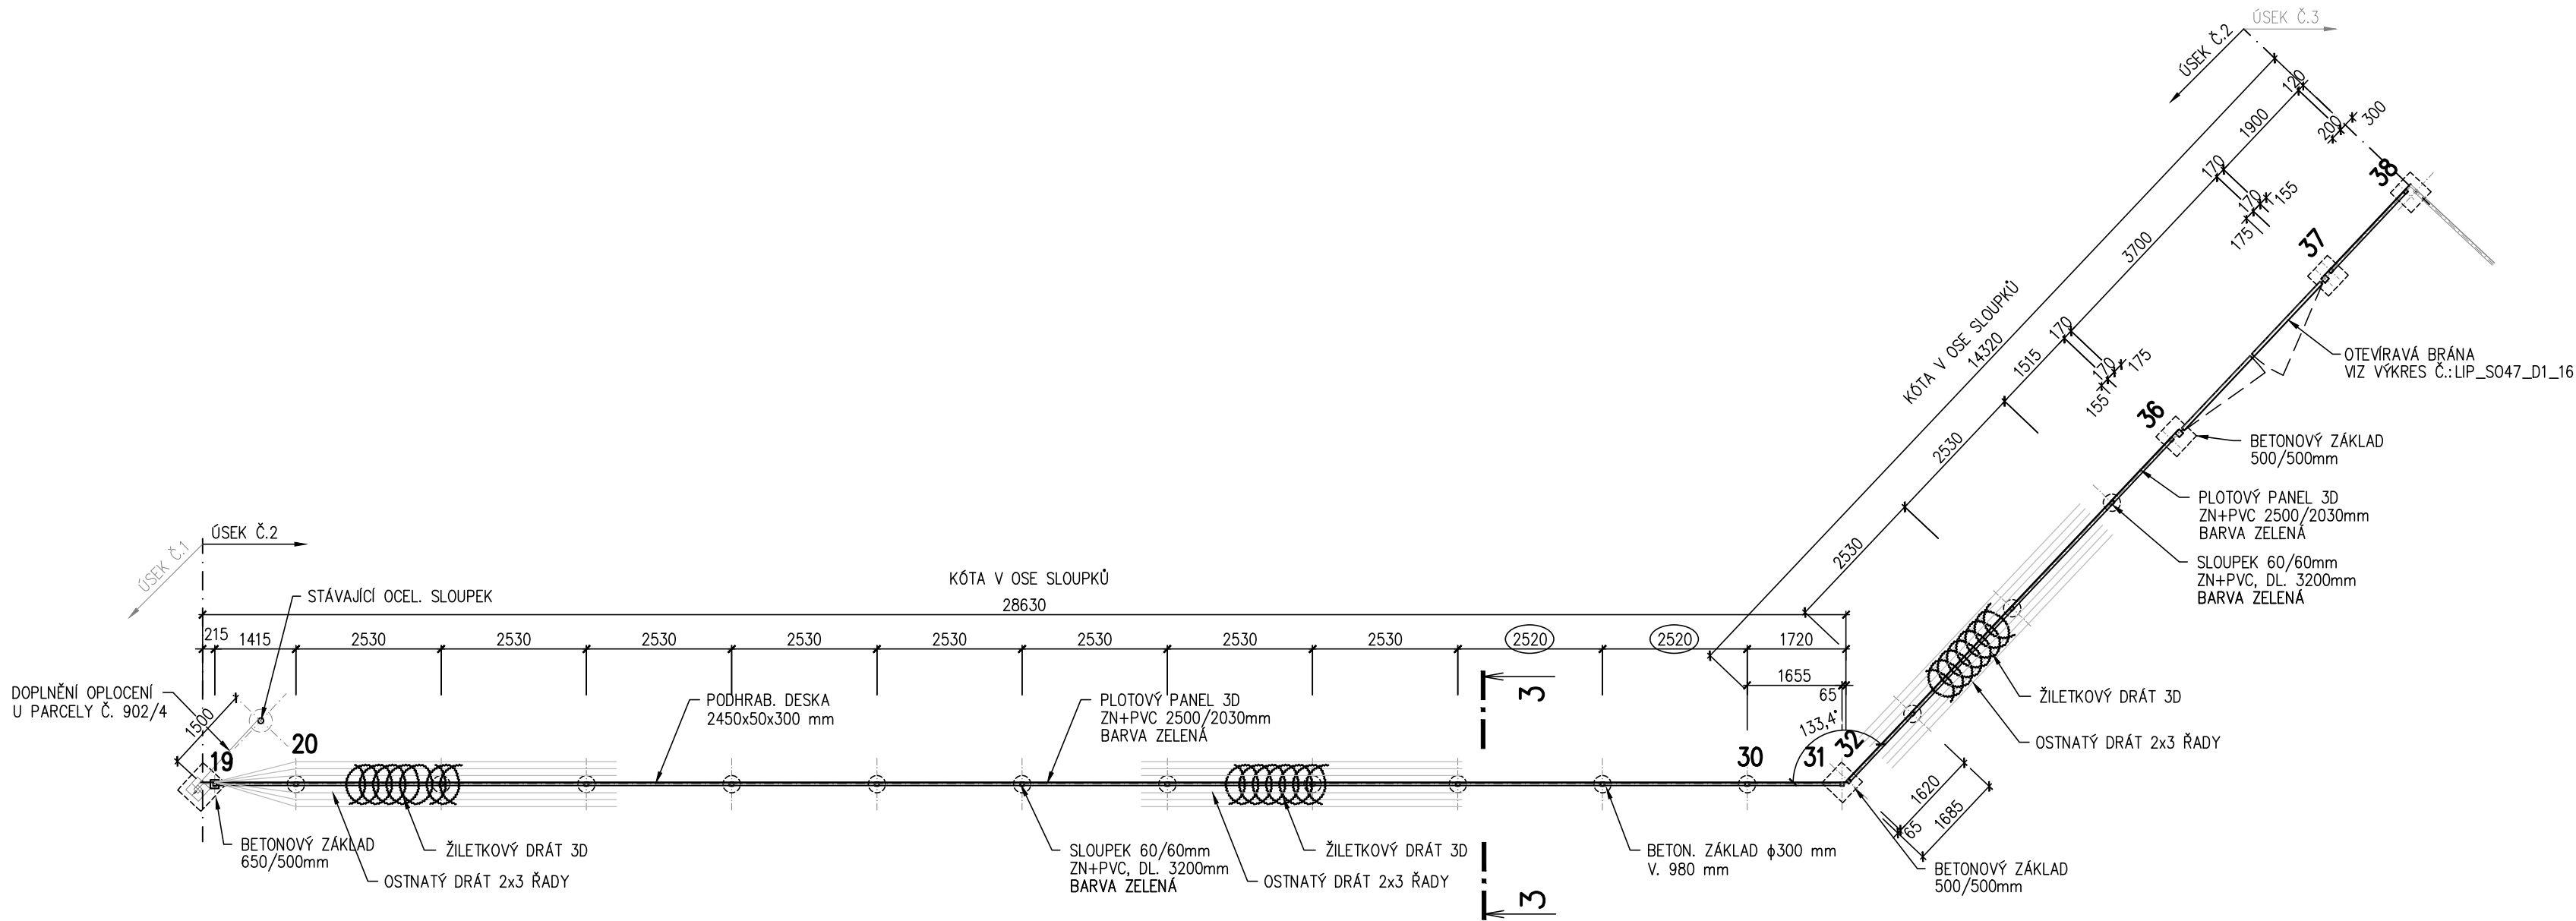 ÚSEK Č.3
ÚSEK Č.2
120
300
200
1900
170
170
155
175
3700
38
37
KÓTA V OSE SLOUPKŮ
14320
170
170
175
155
1515
2530
2530
36
OTEVÍRAVÁ BRÁNA
VIZ VÝKRES Č.:LIP_SO47_D1_16
BETONOVÝ ZÁKLAD
500/500mm
PLOTOVÝ PANEL 3D
ZN+PVC 2500/2030mm
BARVA ZELENÁ
SLOUPEK 60/60mm
ZN+PVC, DL. 3200mm
BARVA ZELENÁ
ÚSEK Č.1
ÚSEK Č.2
STÁVAJÍCÍ OCEL. SLOUPEK
KÓTA V OSE SLOUPKŮ
28630
215
1415
2530
2530
2530
2530
2530
2530
2530
2530
2520
2520
1720
1655
65
133,4°
DOPLNĚNÍ OPLOCENÍ
U PARCELY Č. 902/4
1500
PODHRAB. DESKA
2450x50x300 mm
PLOTOVÝ PANEL 3D
ZN+PVC 2500/2030mm
BARVA ZELENÁ
3
ŽILETKOVÝ DRÁT 3D
OSTNATÝ DRÁT 2x3 ŘADY
19
20
30
31
32
1620
1685
65
BETONOVÝ ZÁKLAD
650/500mm
ŽILETKOVÝ DRÁT 3D
OSTNATÝ DRÁT 2x3 ŘADY
SLOUPEK 60/60mm
ZN+PVC, DL. 3200mm
BARVA ZELENÁ
ŽILETKOVÝ DRÁT 3D
OSTNATÝ DRÁT 2x3 ŘADY
BETON. ZÁKLAD ϕ300 mm
V. 980 mm
BETONOVÝ ZÁKLAD
500/500mm
3